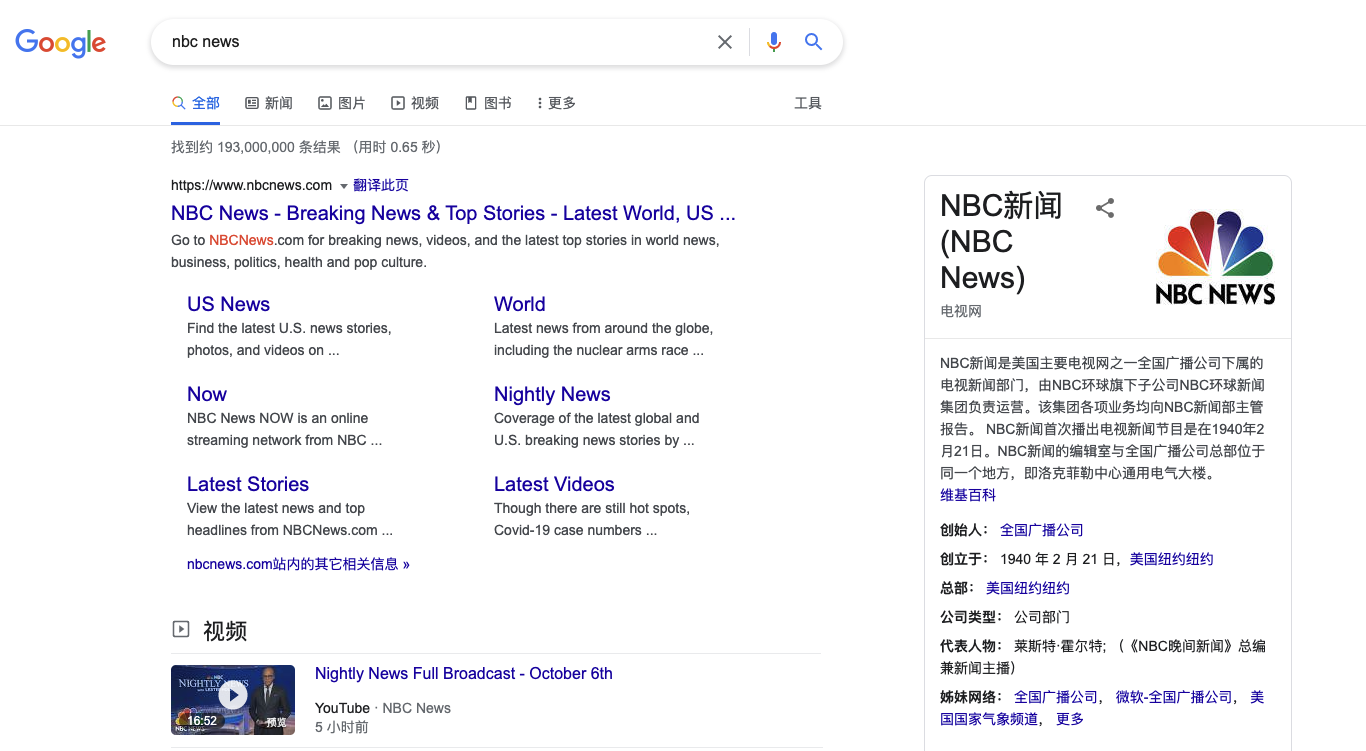 Google
nbc news
全部
新闻
图片
视频
图书
更多
工具
找到约 193,000,000 条结果 （用时 0.65 秒）
https://www.nbcnews.com 翻译此页
NBC News - Breaking News & Top Stories - Latest World, US ...
Go to NBCNews.com for breaking news, videos, and the latest top stories in world news,
business, politics, health and pop culture.
US News
Find the latest U.S. news stories,
photos, and videos on ...
World
Latest news from around the globe,
including the nuclear arms race ...
Now
NBC News NOW is an online
streaming network from NBC ...
Nightly News
Coverage of the latest global and
U.S. breaking news stories by ...
Latest Stories
View the latest news and top
headlines from NBCNews.com ...
Latest Videos
Though there are still hot spots,
Covid-19 case numbers ...
nbcnews.com站内的其它相关信息 »
视频
NBC
NIGHTLY NEWS
16:52
预览
NBC NEWS
Nightly News Full Broadcast - October 6th
YouTube · NBC News
5 小时前
NBC新闻
(NBC
News)
电视网
NBC NEWS
NBC新闻是美国主要电视网之一全国广播公司下属的
电视新闻部门，由NBC环球旗下子公司NBC环球新闻
集团负责运营。该集团各项业务均向NBC新闻部主管
报告。 NBC新闻首次播出电视新闻节目是在1940年2
月21日。NBC新闻的编辑室与全国广播公司总部位于
同一个地方，即洛克菲勒中心通用电气大楼。
维基百科
创始人： 全国广播公司
创立于： 1940 年 2 月 21 日，美国纽约纽约
总部： 美国纽约纽约
公司类型： 公司部门
代表人物： 莱斯特·霍尔特; （《NBC晚间新闻》总编
兼新闻主播）
姊妹网络： 全国广播公司， 微软-全国广播公司， 美
国国家气象频道， 更多